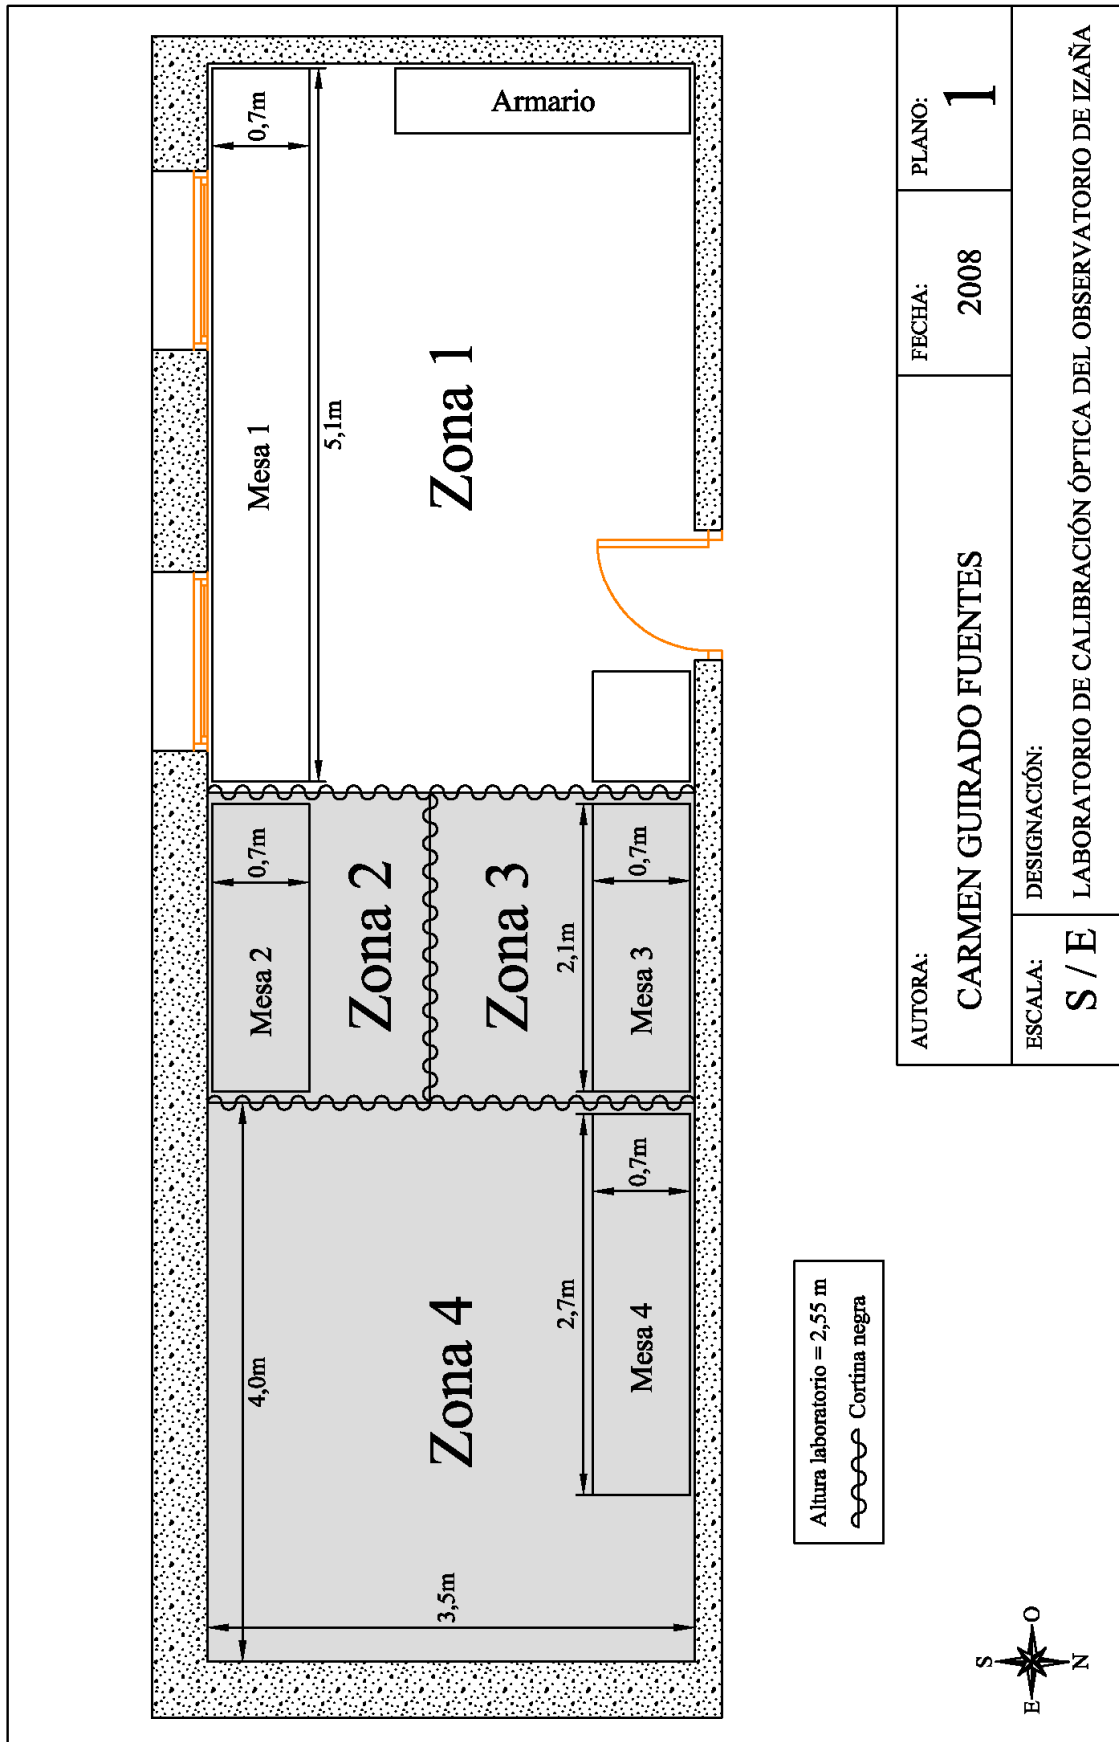 Armario
0,7m
Mesa 1
5,1m
Zona 1
0,7m
Mesa 2
Zona 2
Zona 3
2,1m
0,7m
Mesa 3
4,0m
Zona 4
2,7m
0,7m
Mesa 4
3,5m
Altura laboratorio = 2,55 m
Cortina negra
S
E
O
N
AUTORA:
CARMEN GUIRADO FUENTES
FECHA:
2008
PLANO:
1
ESCALA:
S / E
DESIGNACIÓN:
LABORATORIO DE CALIBRACIÓN ÓPTICA DEL OBSERVATORIO DE IZAÑA